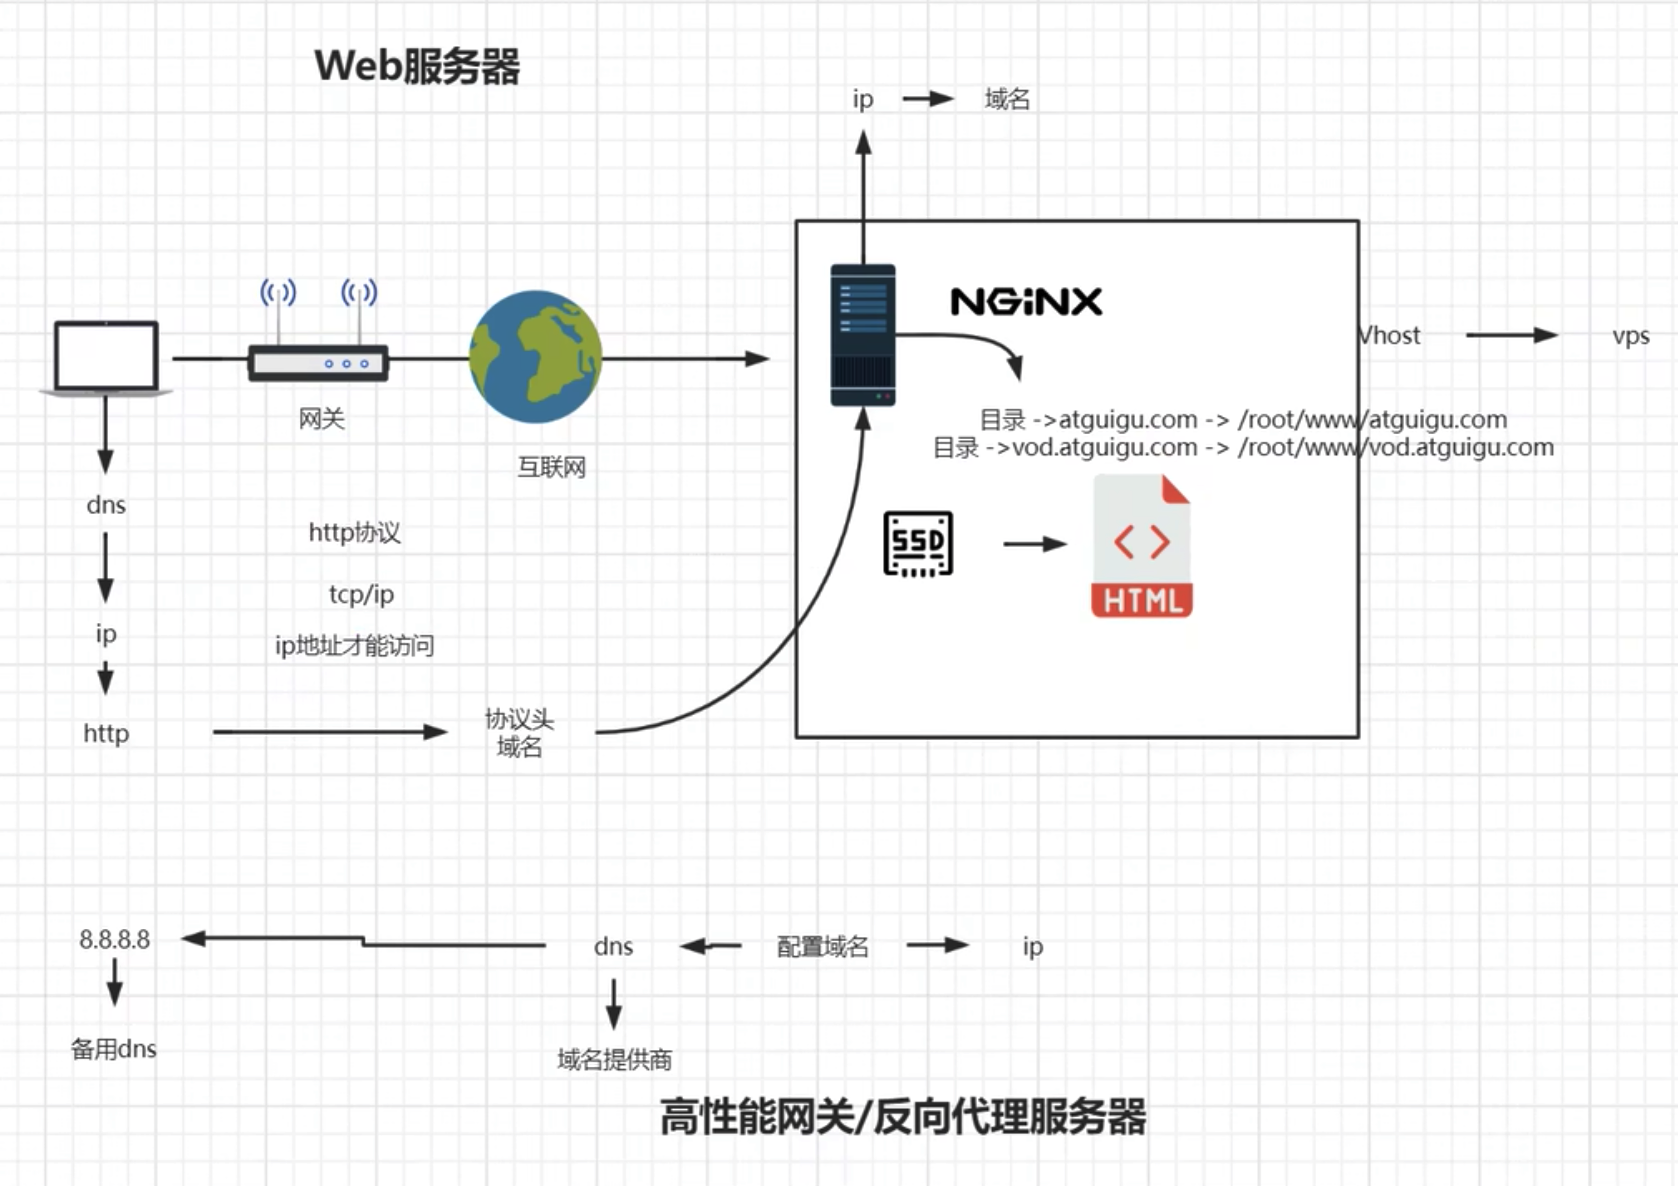 Web服务器
ip
域名
NGiNX
Vhost
vps
目录 ->atguigu.com -> /root/www/atguigu.com
目录 ->vod.atguigu.com -> /root/www/vod.atguigu.com
网关
互联网
dns
http协议
SSD
tcp/ip
HTML
ip
ip地址才能访问
http
协议头
域名
8.8.8.8
dns
配置域名
ip
备用dns
域名提供商
高性能网关/反向代理服务器